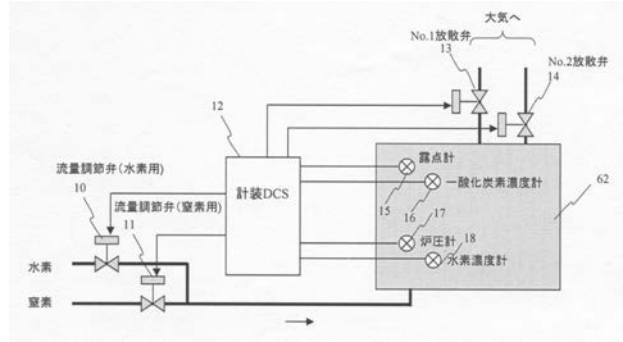 大気へ
No.1放散弁
13
No.2放散弁
14
12
流量調節弁（水素用）
10
計装DCS
流量調節弁（窒素用）
11
露点計
15
一酸化炭素濃度計
16
17
62
炉圧計
18
水素濃度計
水素
窒素